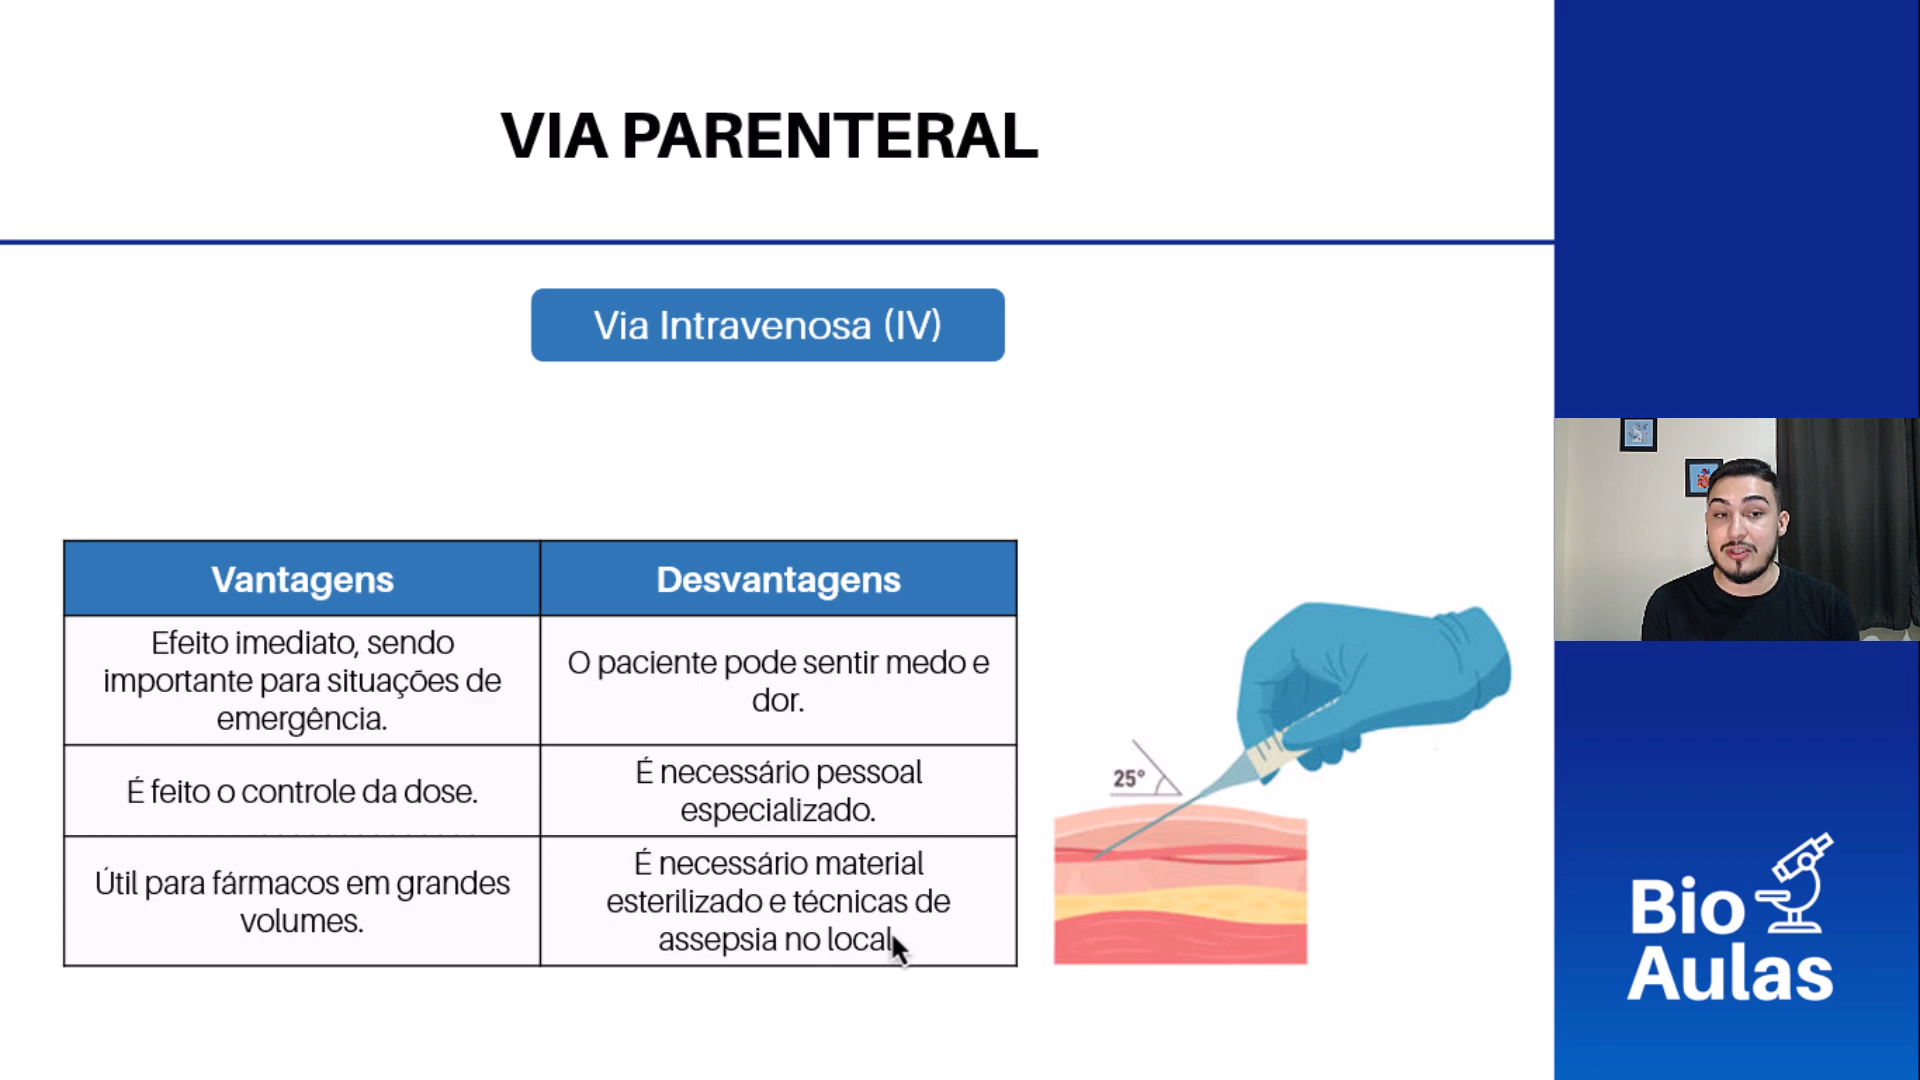 VIA PARENTERAL
Via Intravenosa (IV)
Vantagens
Desvantagens
Efeito imediato, sendo
importante para situações de
emergência.
O paciente pode sentir medo e
dor.
É feito o controle da dose.
É necessário pessoal
especializado.
Útil para fármacos em grandes
volumes.
É necessário material
esterilizado e técnicas de
assepsia no local
25°
Bio
Aulas